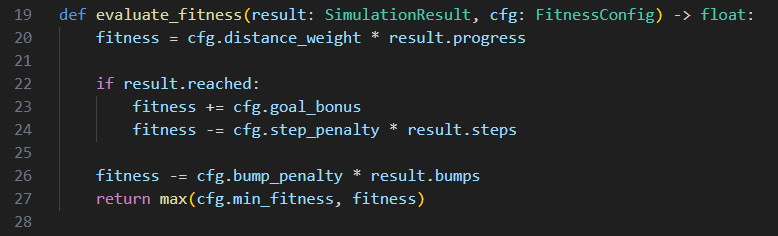 19 def evaluate_fitness(result: SimulationResult, cfg: FitnessConfig) -> float:
20     fitness = cfg.distance_weight * result.progress
21
22     if result.reached:
23         fitness += cfg.goal_bonus
24         fitness -= cfg.step_penalty * result.steps
25
26     fitness -= cfg.bump_penalty * result.bumps
27     return max(cfg.min_fitness, fitness)
28